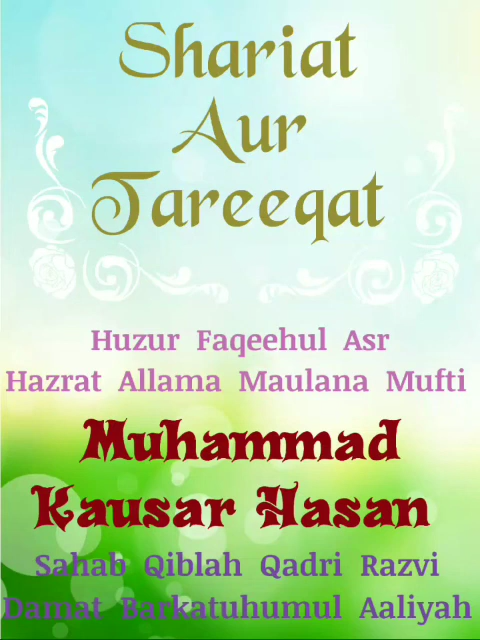 Shariat
Aur
Tareeqat
Huzur Faqeehul Asr
Hazrat Allama Maulana Mufti
Muhammad
Kausar Hasan
Sahab Qiblah Qadri Razvi
Damat Barkatuhumul Aaliyah